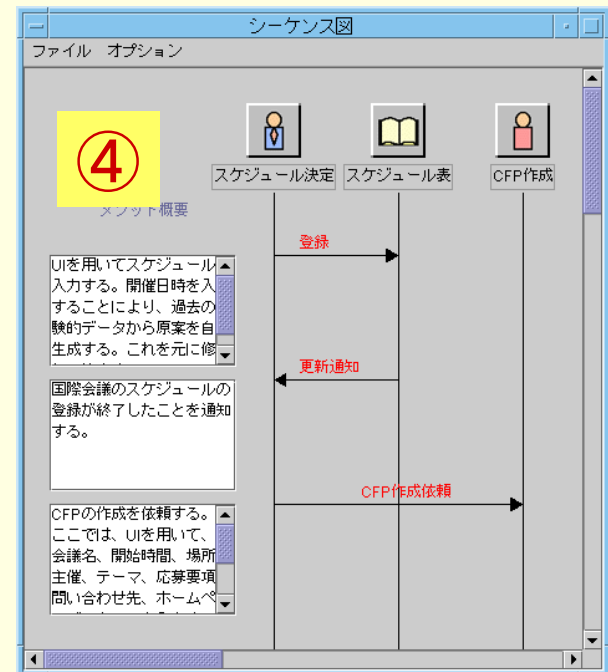 シーケンス図
ファイル オプション
④
スケジュール決定 スケジュール表 CFP作成
メソット概要
登録
UIを用いてスケジュール
入力する。開催日時を入
することにより、過去の
験的データから原案を自
生成する。これを元に修
更新通知
国際会議のスケジュールの
登録が終了したことを通知
する。
CFP作成依頼
CFPの作成を依頼する。
ここでは、UIを用いて、
会議名、開始時間、場所
主催、テーマ、応募要項
問い合わせ先、ホームペ